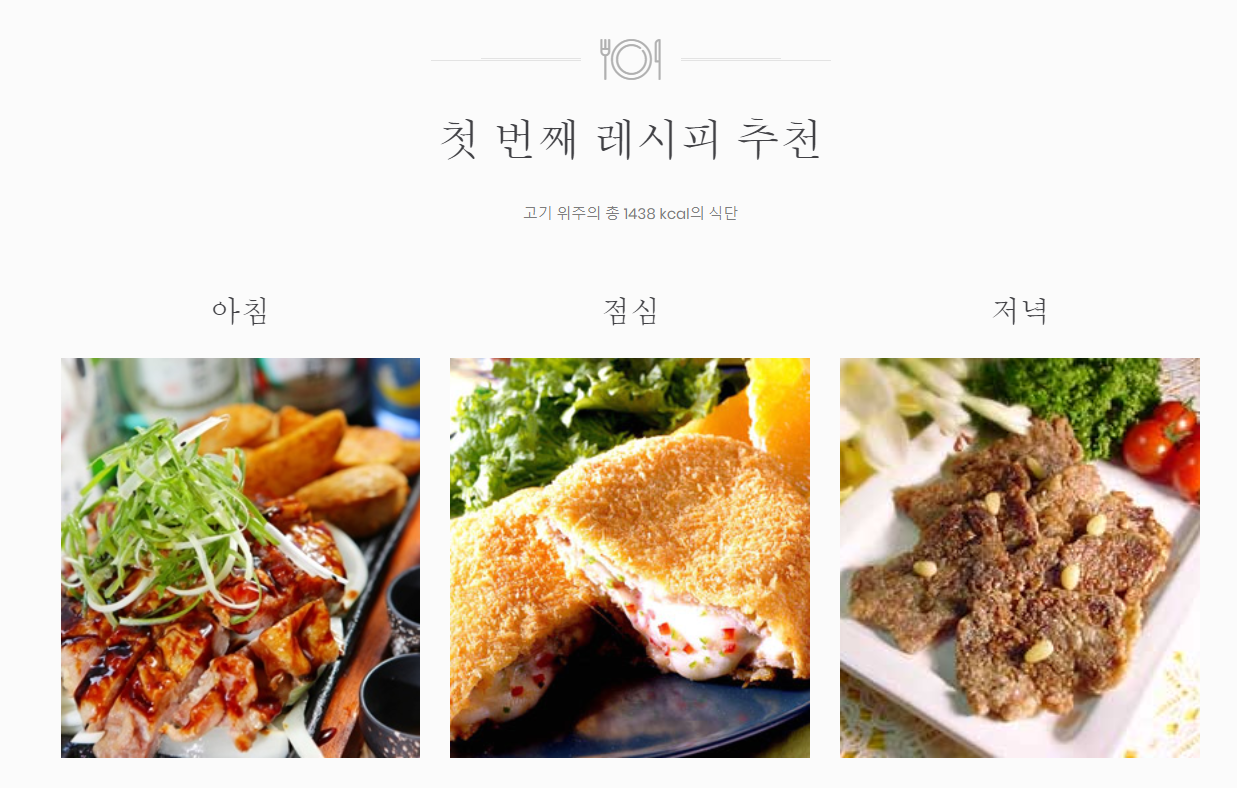 첫 번째 레시피 추천
고기 위주의 총 1438 kcal의 식단
아침
점심
저녁